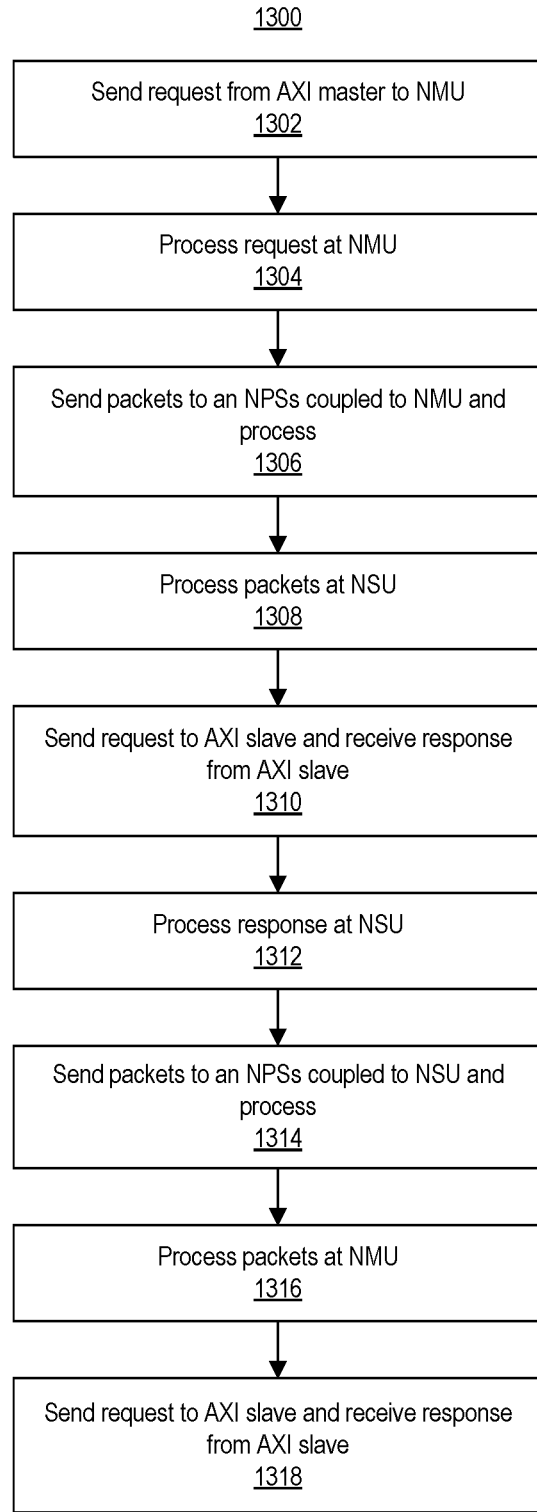 1300
Send request from AXI master to NMU
1302
Process request at NMU
1304
Send packets to an NPSs coupled to NMU and
process
1306
Process packets at NSU
1308
Send request to AXI slave and receive response
from AXI slave
1310
Process response at NSU
1312
Send packets to an NPSs coupled to NSU and
process
1314
Process packets at NMU
1316
Send request to AXI slave and receive response
from AXI slave
1318